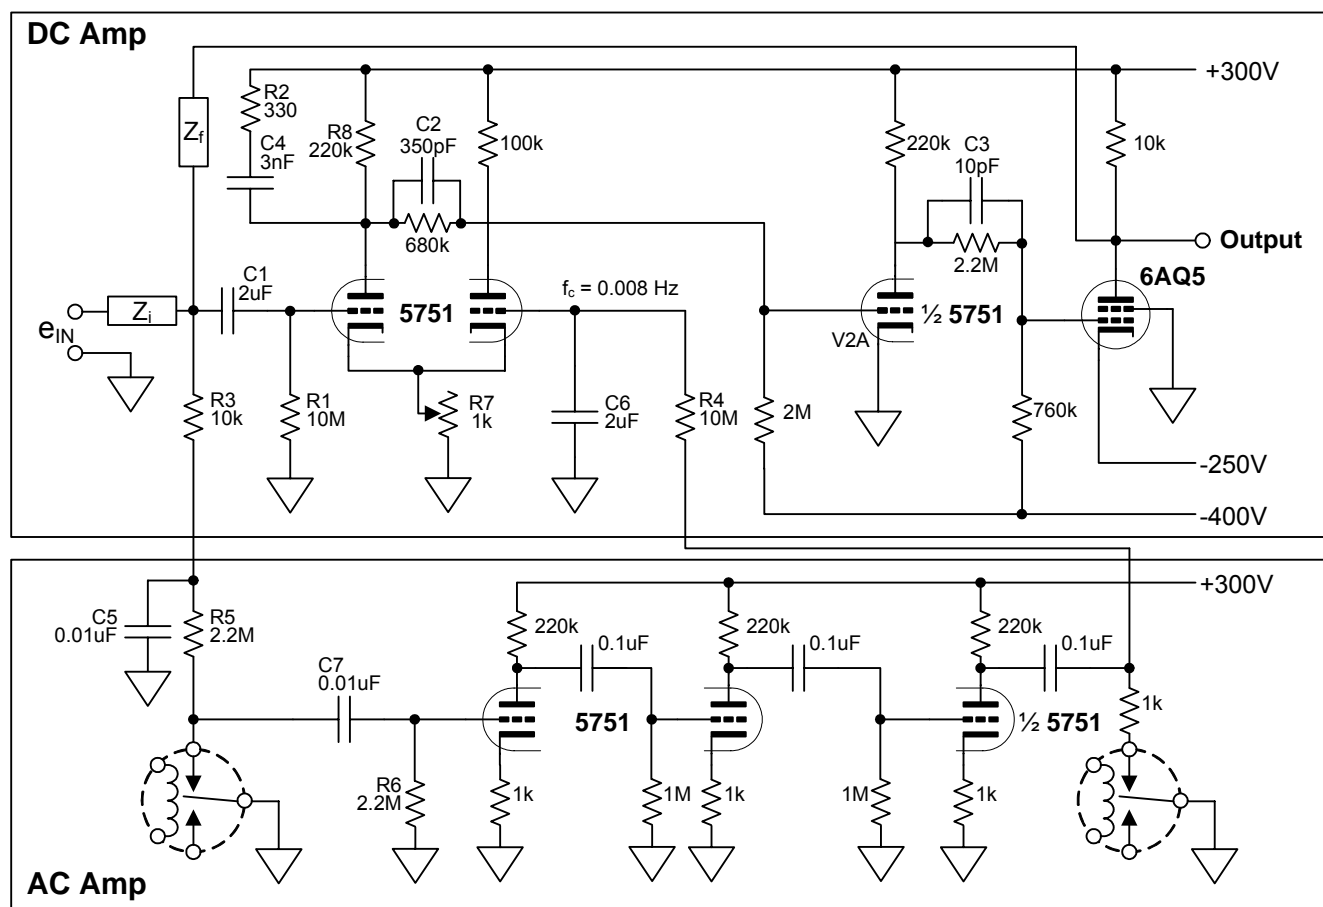 DC Amp
+300V
R2
330
C4
3nF
Zf
R8
220k
C2
350pF
680k
100k
220k
C3
10pF
2.2M
10k
Output
6AQ5
C1
2uF
Zi
eIN
5751
fc = 0.008 Hz
½ 5751
V2A
R3
10k
R1
10M
R7
1k
C6
2uF
R4
10M
2M
760k
-250V
-400V
+300V
C5
0.01uF
R5
2.2M
220k
0.1uF
220k
0.1uF
220k
0.1uF
C7
0.01uF
5751
½ 5751
1k
R6
2.2M
1k
1M
1k
1M
1k
AC Amp